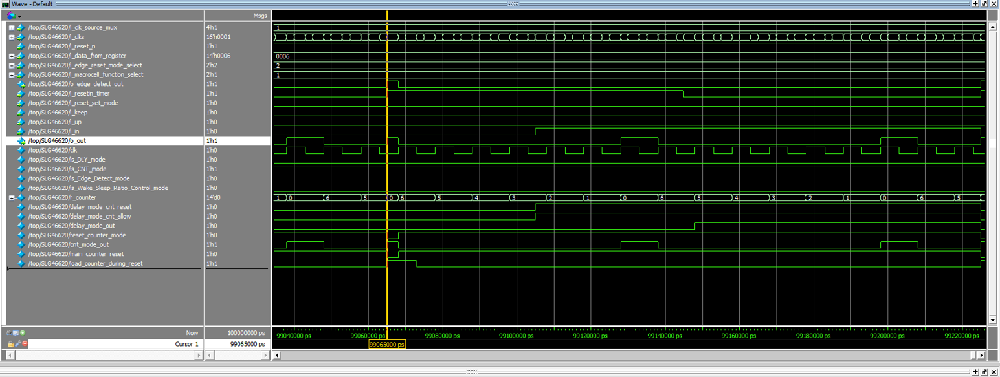 Wave - Default
Msgs
/top/SLG46620/i_clk_source_mux 4'h1 1
/top/SLG46620/i_clks 16'h0001
/top/SLG46620/i_reset_n 1'h1
/top/SLG46620/i_data_from_register 14'h0006 0006
/top/SLG46620/i_edge_reset_mode_select 2'h2 2
/top/SLG46620/i_macrocell_function_select 2'h1 1
/top/SLG46620/o_edge_detect_out 1'h1
/top/SLG46620/i_resetin_timer 1'h1
/top/SLG46620/i_reset_set_mode 1'h0
/top/SLG46620/i_keep 1'h0
/top/SLG46620/i_up 1'h0
/top/SLG46620/i_in 1'h0
/top/SLG46620/o_out 1'h1
/top/SLG46620/clk 1'h0
/top/SLG46620/is_DLY_mode 1'h0
/top/SLG46620/is_CNT_mode 1'h1
/top/SLG46620/is_Edge_Detect_mode 1'h0
/top/SLG46620/is_Wake_Sleep_Ratio_Control_mode 1'h0
/top/SLG46620/r_counter 14'd0 1 0 6 5 0 6 5 4 3 2 1 0 6 5 4 3 2 1 0 6 5
/top/SLG46620/delay_mode_cnt_reset 1'h0
/top/SLG46620/delay_mode_cnt_allow 1'h0
/top/SLG46620/delay_mode_out 1'h0
/top/SLG46620/reset_counter_mode 1'h0
/top/SLG46620/cnt_mode_out 1'h1
/top/SLG46620/main_counter_reset 1'h0
/top/SLG46620/load_counter_during_reset 1'h1
Now 100000000 ps 99040000 ps 99060000 ps 99080000 ps 99100000 ps 99120000 ps 99140000 ps 99160000 ps 99180000 ps 99200000 ps 99220000 ps
Cursor 1 99065000 ps 99065000 ps